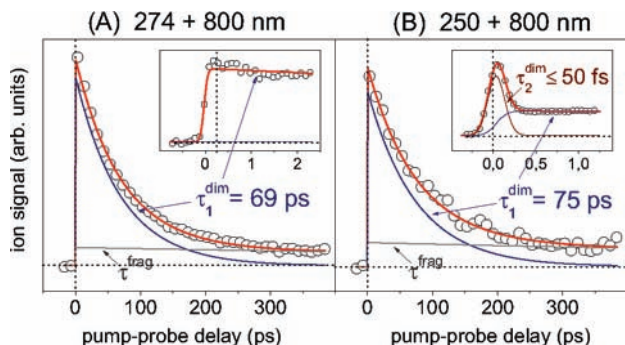 (A) 274 + 800 nm
(B) 250 + 800 nm
ion signal (arb. units)
0 1 2
τ₁ᵈⁱᵐ = 69 ps
τᶠʳᵃᵍ
0 100 200 300
pump-probe delay (ps)
τ₂ᵈⁱᵐ ≤ 50 fs
0,0 0,5 1,0
τ₁ᵈⁱᵐ = 75 ps
τᶠʳᵃᵍ
0 100 200 300
pump-probe delay (ps)